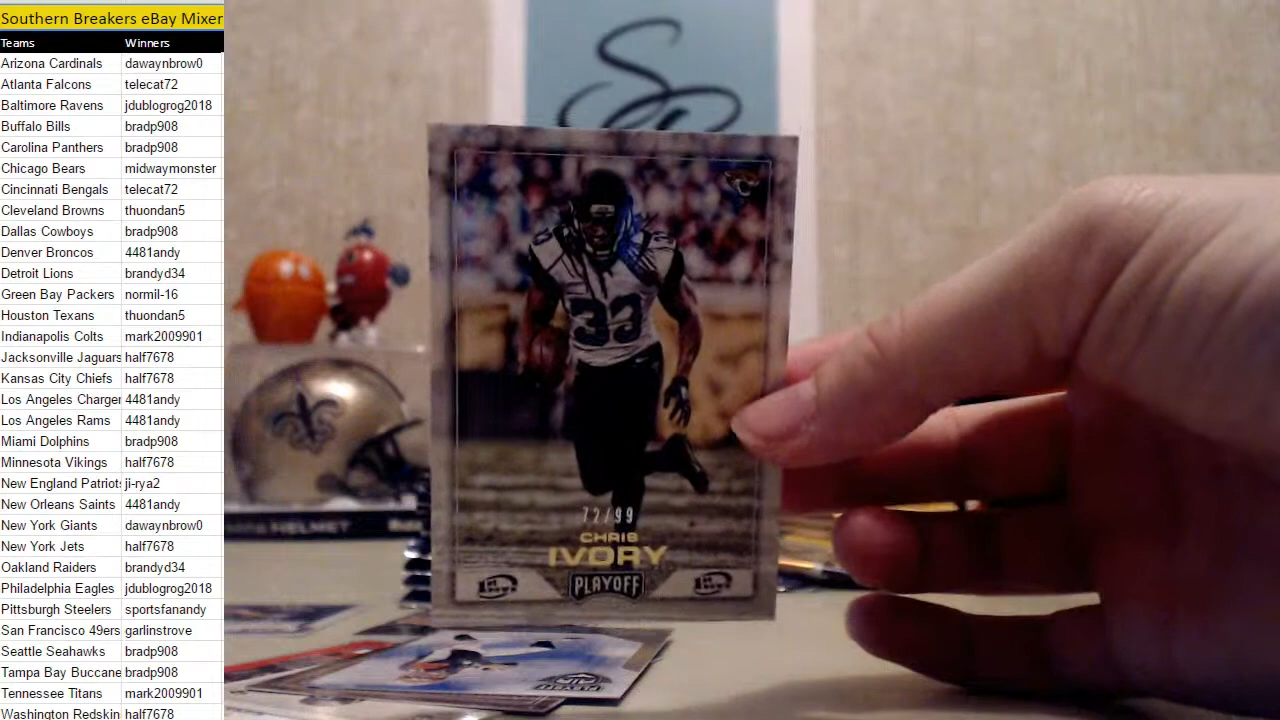 Southern Breakers eBay Mixer
Teams Winners
Arizona Cardinals dawaynbrow0
Atlanta Falcons telecat72
Baltimore Ravens jdublogrog2018
Buffalo Bills bradp908
Carolina Panthers bradp908
Chicago Bears midwaymonster
Cincinnati Bengals telecat72
Cleveland Browns thuondan5
Dallas Cowboys bradp908
Denver Broncos 4481andy
Detroit Lions brandyd34
Green Bay Packers normil-16
Houston Texans thuondan5
Indianapolis Colts mark2009901
Jacksonville Jaguars half7678
Kansas City Chiefs half7678
Los Angeles Charger 4481andy
Los Angeles Rams 4481andy
Miami Dolphins bradp908
Minnesota Vikings half7678
New England Patriots ji-rya2
New Orleans Saints 4481andy
New York Giants dawaynbrow0
New York Jets half7678
Oakland Raiders brandyd34
Philadelphia Eagles jdublogrog2018
Pittsburgh Steelers sportsfanandy
San Francisco 49ers garlinstrove
Seattle Seahawks bradp908
Tampa Bay Buccane bradp908
Tennessee Titans mark2009901
Washington Redskin half7678
33
33
72/99
CHRIS
IVORY
PLAYOFF
HELMET
PLAYOFF